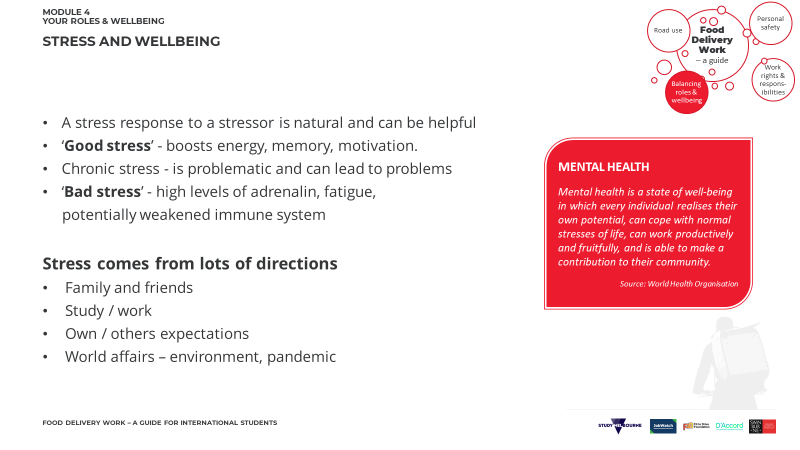 MODULE 4
YOUR ROLES & WELLBEING
STRESS AND WELLBEING
Road use
Food
Delivery
Work
– a guide
Personal
safety
Work
rights &
respons-
ibilities
Balancing
roles &
wellbeing
• A stress response to a stressor is natural and can be helpful
• ‘Good stress’ - boosts energy, memory, motivation.
• Chronic stress - is problematic and can lead to problems
• ‘Bad stress’ - high levels of adrenalin, fatigue,
potentially weakened immune system
Stress comes from lots of directions
• Family and friends
• Study / work
• Own / others expectations
• World affairs – environment, pandemic
MENTAL HEALTH
Mental health is a state of well-being
in which every individual realises their
own potential, can cope with normal
stresses of life, can work productively
and fruitfully, and is able to make a
contribution to their community.
Source: World Health Organisation
FOOD DELIVERY WORK – A GUIDE FOR INTERNATIONAL STUDENTS
STUDY MELBOURNE
JobWatch
D'Accord